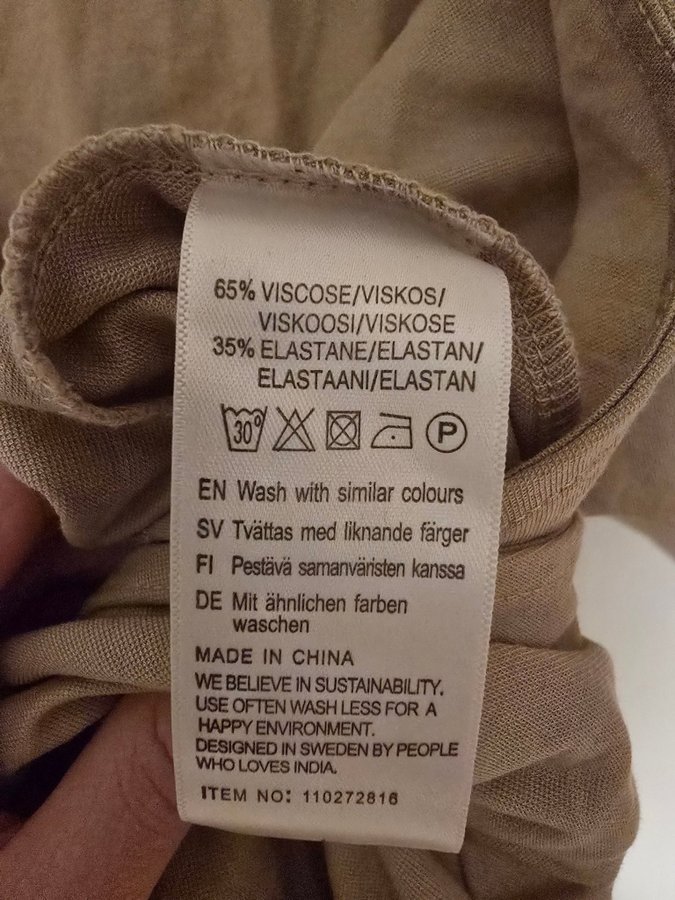 65% VISCOSE/VISKOS/
VISKOOSI/VISKOSE
35% ELASTANE/ELASTAN/
ELASTAANI/ELASTAN
30° P
EN Wash with similar colours
SV Tvättas med liknande färger
FI Pestävä samanväristen kanssa
DE Mit ähnlichen farben
waschen
MADE IN CHINA
WE BELIEVE IN SUSTAINABILITY.
USE OFTEN WASH LESS FOR A
HAPPY ENVIRONMENT.
DESIGNED IN SWEDEN BY PEOPLE
WHO LOVES INDIA.
ITEM NO: 110272816